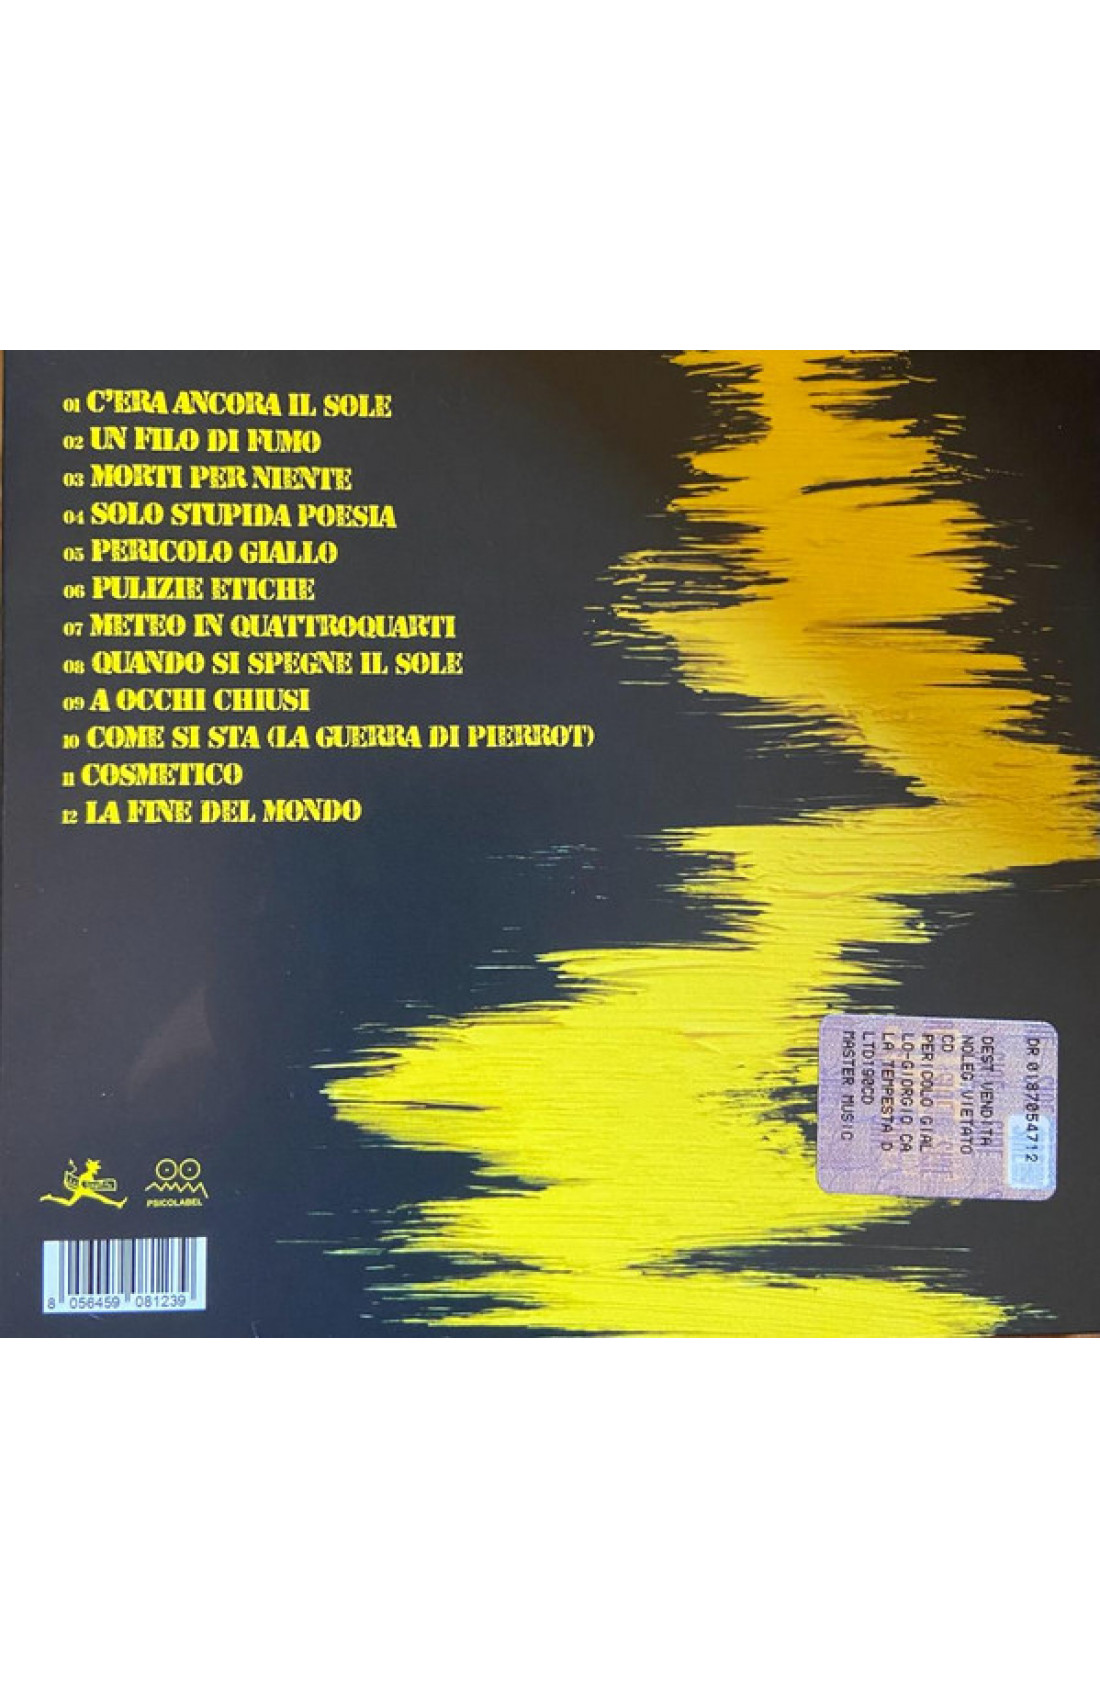 01 C'ERA ANCORA IL SOLE
02 UN FILO DI FUMO
03 MORTI PER NIENTE
04 SOLO STUPIDA POESIA
05 PERICOLO GIALLO
06 PULIZIE ETICHE
07 METEO IN QUATTROQUARTI
08 QUANDO SI SPEGNE IL SOLE
09 A OCCHI CHIUSI
10 COME SI STA (LA GUERRA DI PIERROT)
11 COSMETICO
12 LA FINE DEL MONDO
DR 0187054712
DEST.VENDITA
NOLEG.VIETATO
CD
PERICOLO GIAL
LO-GIORGIO CA
LA TEMPESTA D
LTD190CD
MASTER MUSIC
PSICOLABEL
8 056459 081239